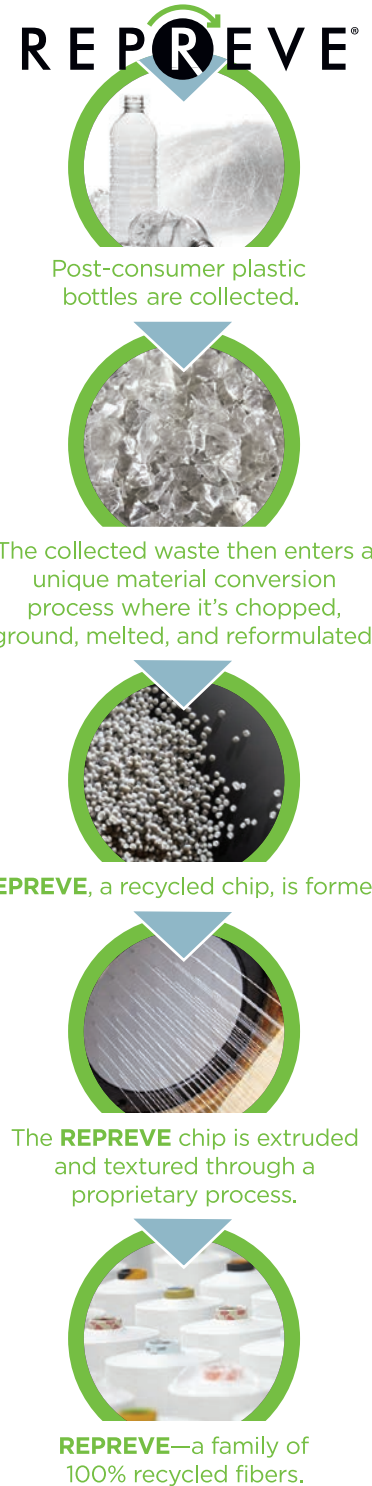 REPREVE®
Post-consumer plastic
bottles are collected.
The collected waste then enters a
unique material conversion
process where it's chopped,
ground, melted, and reformulated
EPREVE, a recycled chip, is forme
The REPREVE chip is extruded
and textured through a
proprietary process.
REPREVE—a family of
100% recycled fibers.